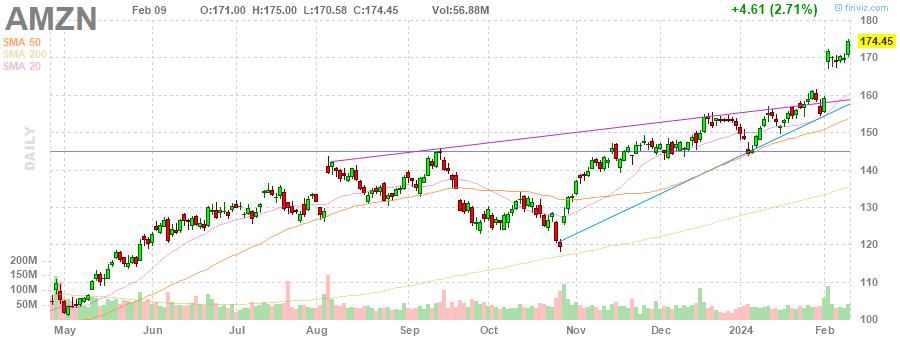 AMZN Feb 09 O:171.00 H:175.00 L:170.58 C:174.45 Vol:56.88M +4.61 (2.71%) © finviz.com
SMA 50
SMA 200
SMA 20
DAILY
180
174.45
170
160
150
140
130
120
110
100
200M
150M
100M
50M
May Jun Jul Aug Sep Oct Nov Dec 2024 Feb